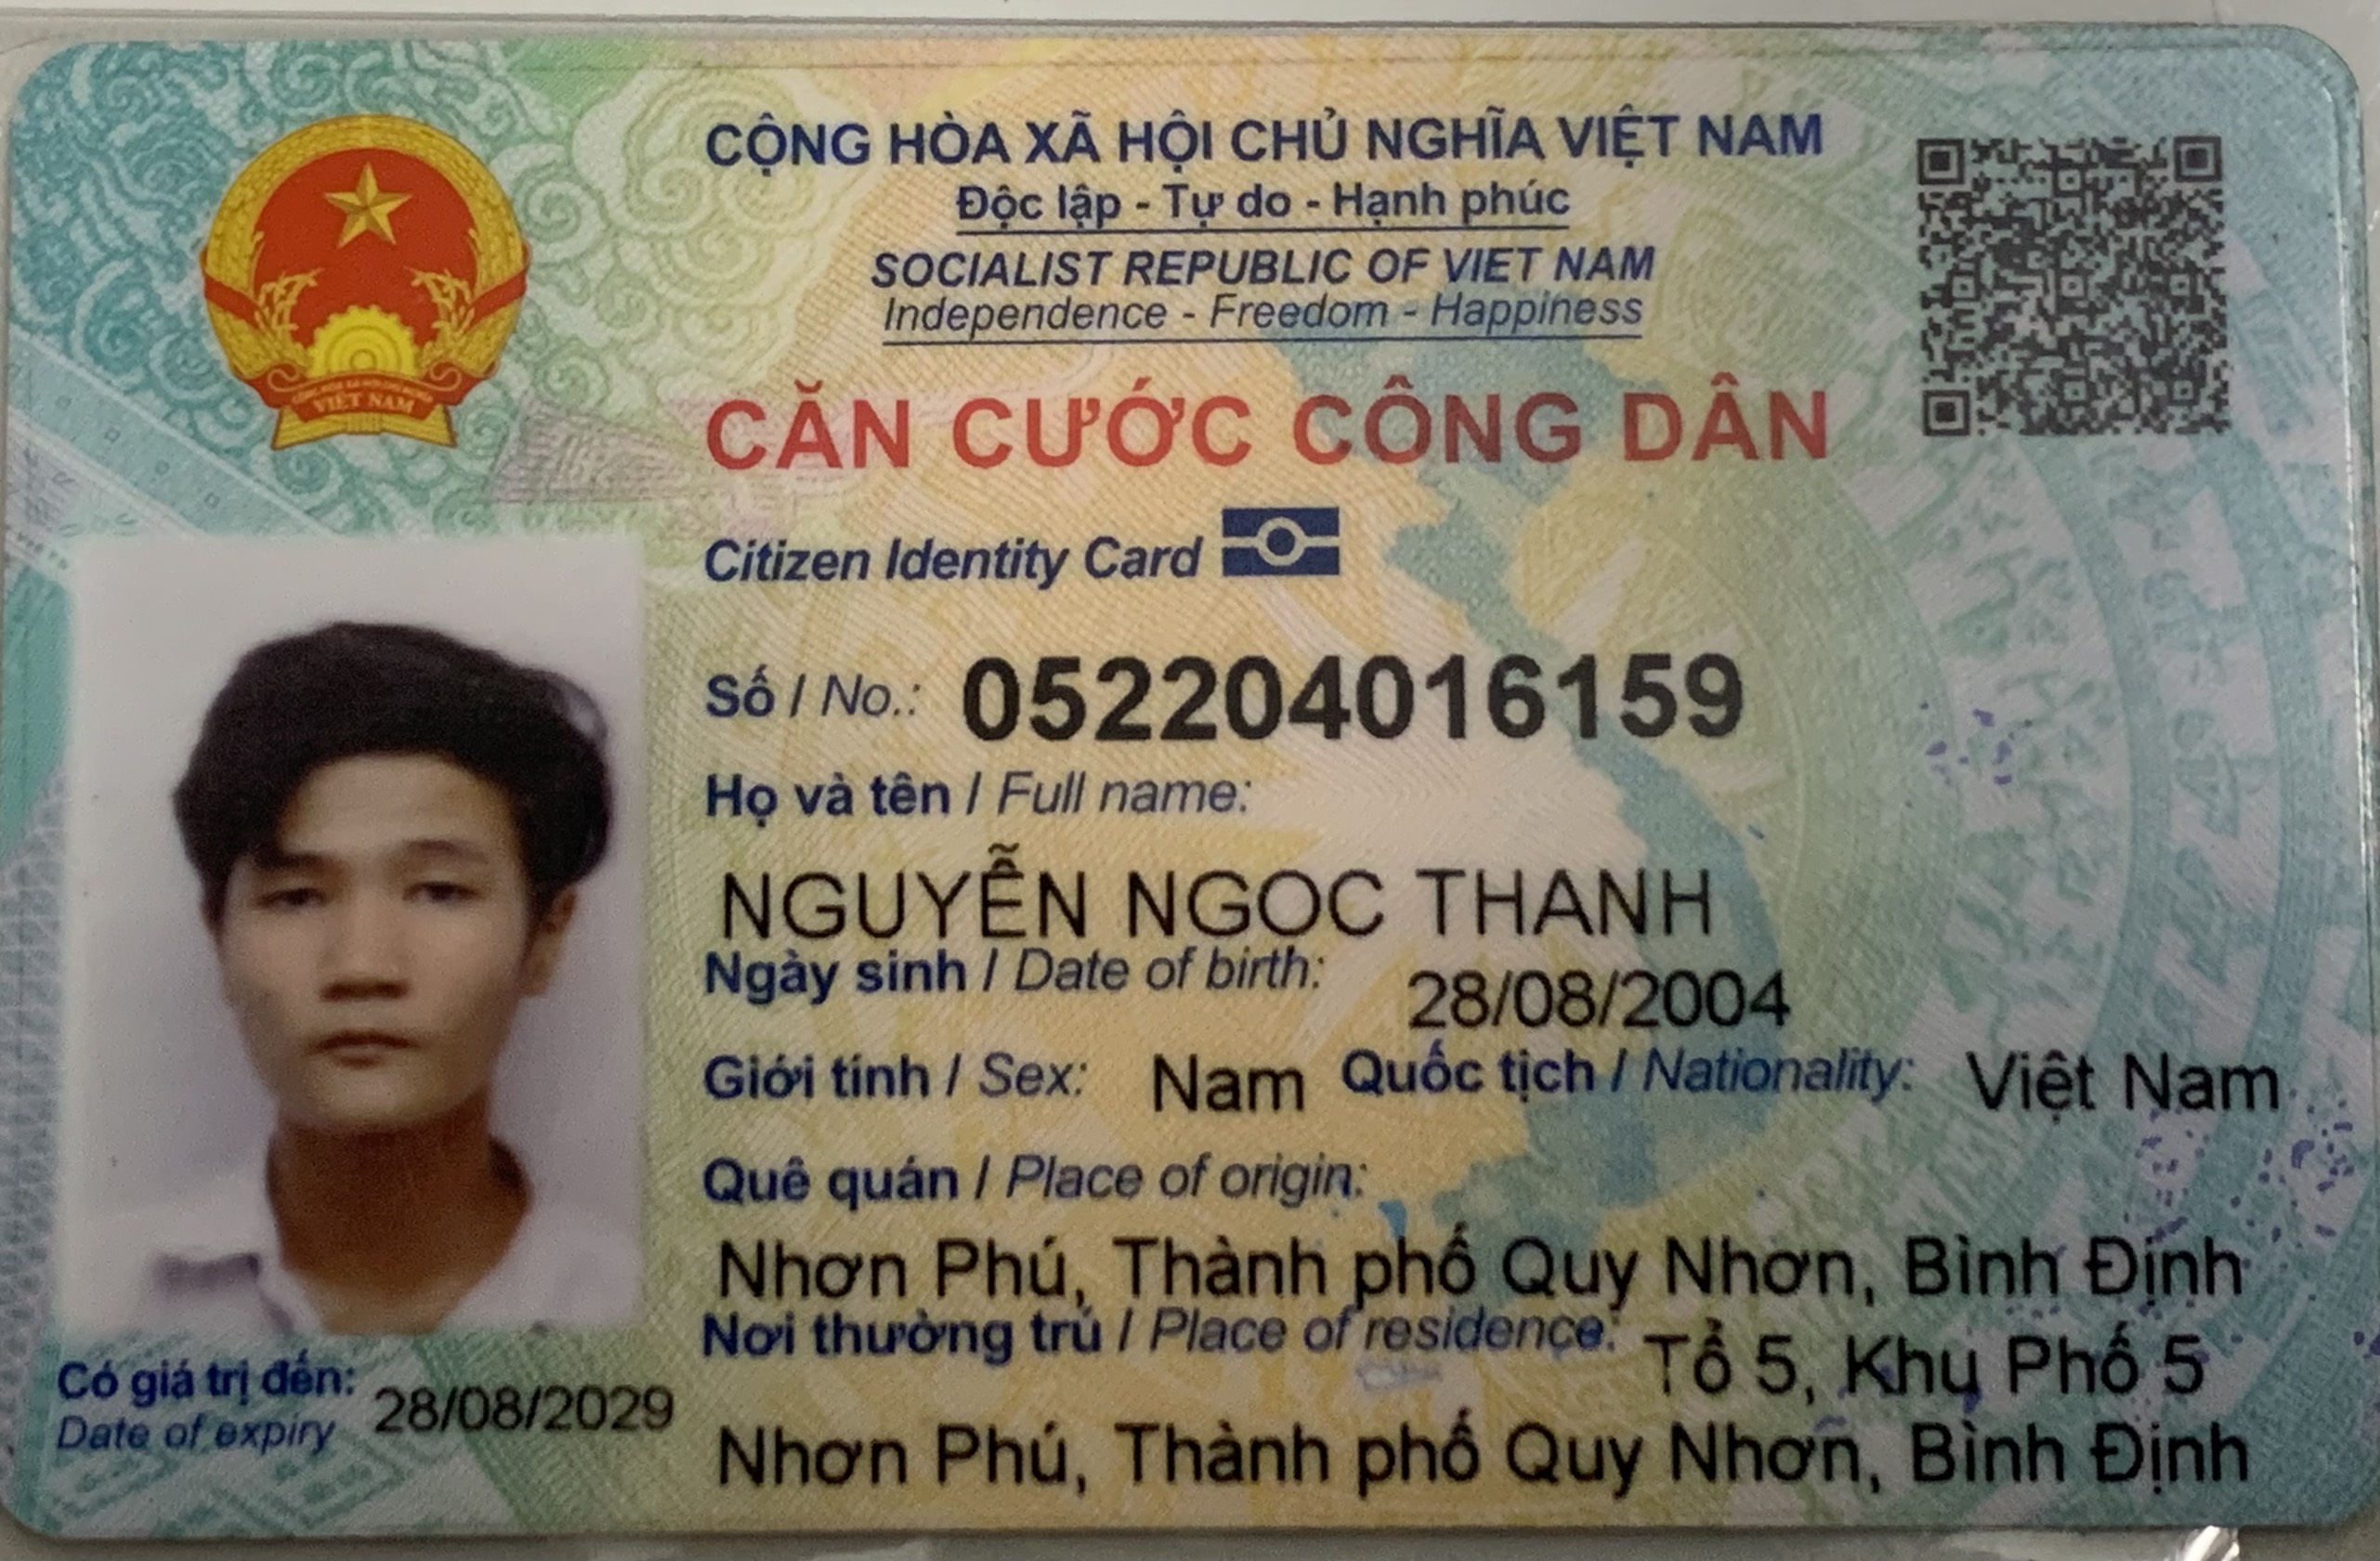 CỘNG HÒA XÃ HỘI CHỦ NGHĨA VIỆT NAM
Độc lập - Tự do - Hạnh phúc
SOCIALIST REPUBLIC OF VIET NAM
Independence - Freedom - Happiness
VIỆT NAM
CĂN CƯỚC CÔNG DÂN
Citizen Identity Card
Số / No.: 052204016159
Họ và tên / Full name:
NGUYỄN NGOC THANH
Ngày sinh / Date of birth: 28/08/2004
Giới tính / Sex: Nam Quốc tịch / Nationality: Việt Nam
Quê quán / Place of origin:
Nhơn Phú, Thành phố Quy Nhơn, Bình Định
Nơi thường trú / Place of residence: Tổ 5, Khu Phố 5
Nhơn Phú, Thành phố Quy Nhơn, Bình Định
Có giá trị đến: 28/08/2029
Date of expiry